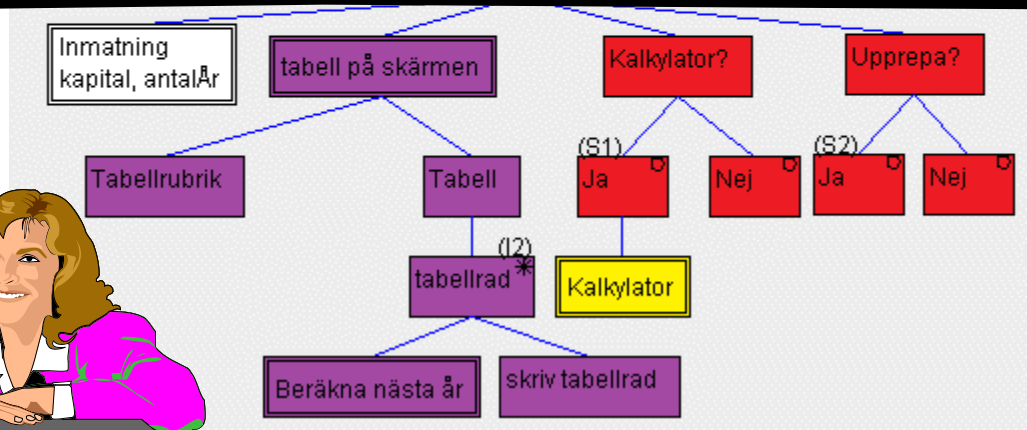 Inmatning
kapital, antalÅr
tabell på skärmen
Kalkylator?
Upprepa?
Tabellrubrik
Tabell
(S1)
Ja
Nej
(S2)
Ja
Nej
(I2)
tabellrad *
Kalkylator
Beräkna nästa år
skriv tabellrad